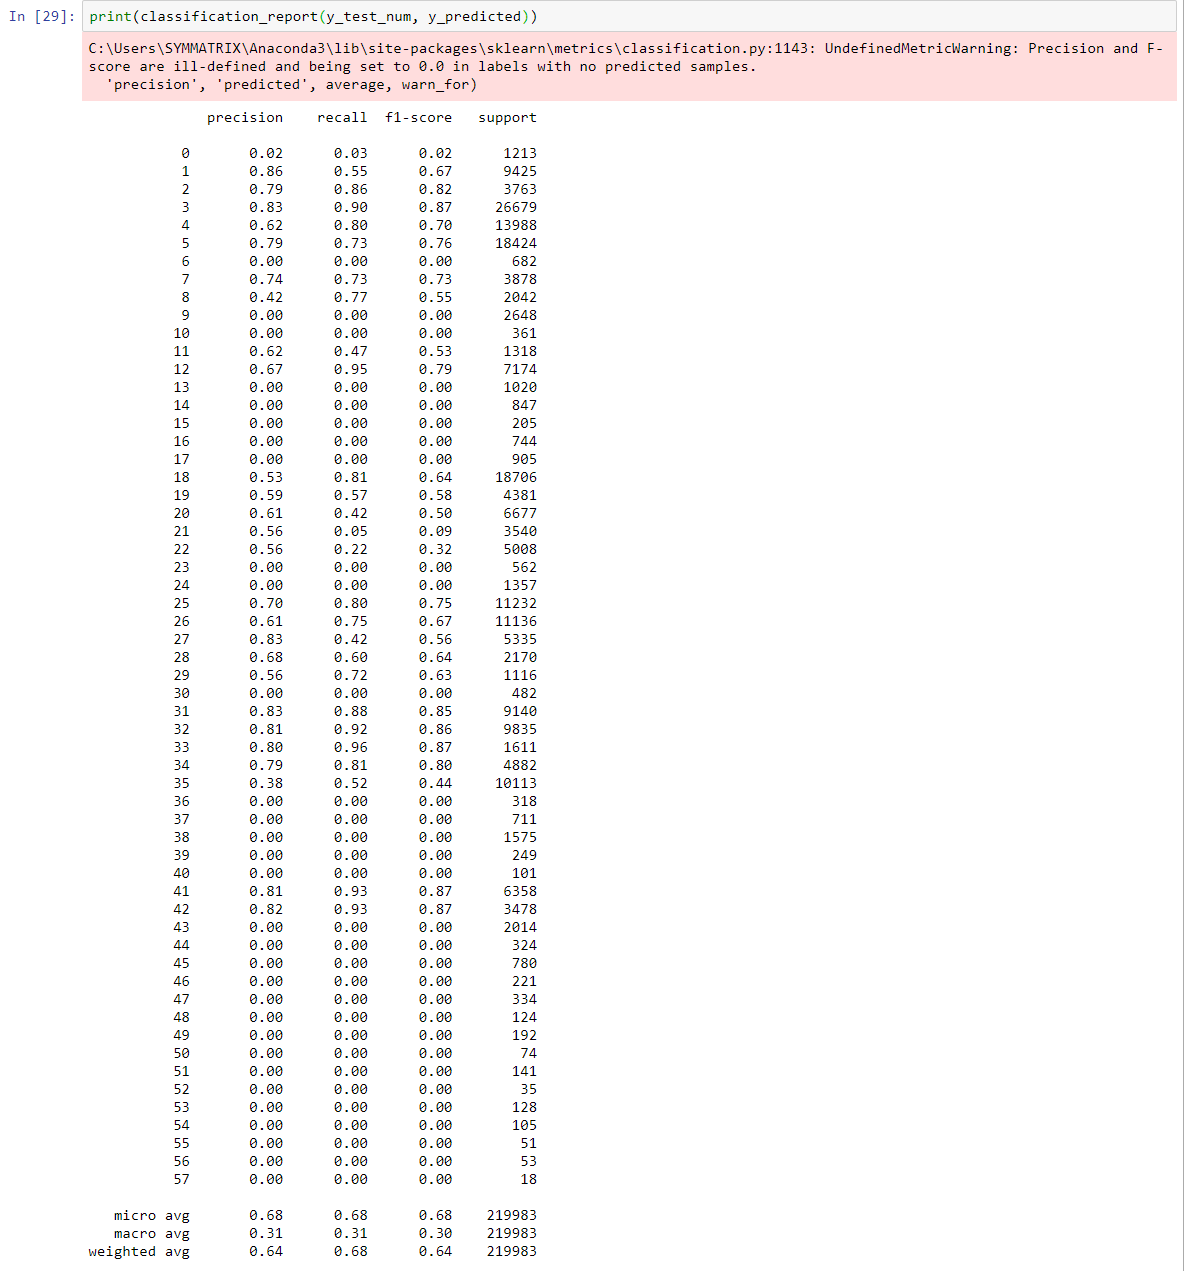 In [29]: print(classification_report(y_test_num, y_predicted))
C:\Users\SYMMATRIX\Anaconda3\lib\site-packages\sklearn\metrics\classification.py:1143: UndefinedMetricWarning: Precision and F-
score are ill-defined and being set to 0.0 in labels with no predicted samples.
'precision', 'predicted', average, warn_for)
precision recall f1-score support
0 0.02 0.03 0.02 1213
1 0.86 0.55 0.67 9425
2 0.79 0.86 0.82 3763
3 0.83 0.90 0.87 26679
4 0.62 0.80 0.70 13988
5 0.79 0.73 0.76 18424
6 0.00 0.00 0.00 682
7 0.74 0.73 0.73 3878
8 0.42 0.77 0.55 2042
9 0.00 0.00 0.00 2648
10 0.00 0.00 0.00 361
11 0.62 0.47 0.53 1318
12 0.67 0.95 0.79 7174
13 0.00 0.00 0.00 1020
14 0.00 0.00 0.00 847
15 0.00 0.00 0.00 205
16 0.00 0.00 0.00 744
17 0.00 0.00 0.00 905
18 0.53 0.81 0.64 18706
19 0.59 0.57 0.58 4381
20 0.61 0.42 0.50 6677
21 0.56 0.05 0.09 3540
22 0.56 0.22 0.32 5008
23 0.00 0.00 0.00 562
24 0.00 0.00 0.00 1357
25 0.70 0.80 0.75 11232
26 0.61 0.75 0.67 11136
27 0.83 0.42 0.56 5335
28 0.68 0.60 0.64 2170
29 0.56 0.72 0.63 1116
30 0.00 0.00 0.00 482
31 0.83 0.88 0.85 9140
32 0.81 0.92 0.86 9835
33 0.80 0.96 0.87 1611
34 0.79 0.81 0.80 4882
35 0.38 0.52 0.44 10113
36 0.00 0.00 0.00 318
37 0.00 0.00 0.00 711
38 0.00 0.00 0.00 1575
39 0.00 0.00 0.00 249
40 0.00 0.00 0.00 101
41 0.81 0.93 0.87 6358
42 0.82 0.93 0.87 3478
43 0.00 0.00 0.00 2014
44 0.00 0.00 0.00 324
45 0.00 0.00 0.00 780
46 0.00 0.00 0.00 221
47 0.00 0.00 0.00 334
48 0.00 0.00 0.00 124
49 0.00 0.00 0.00 192
50 0.00 0.00 0.00 74
51 0.00 0.00 0.00 141
52 0.00 0.00 0.00 35
53 0.00 0.00 0.00 128
54 0.00 0.00 0.00 105
55 0.00 0.00 0.00 51
56 0.00 0.00 0.00 53
57 0.00 0.00 0.00 18
micro avg 0.68 0.68 0.68 219983
macro avg 0.31 0.31 0.30 219983
weighted avg 0.64 0.68 0.64 219983